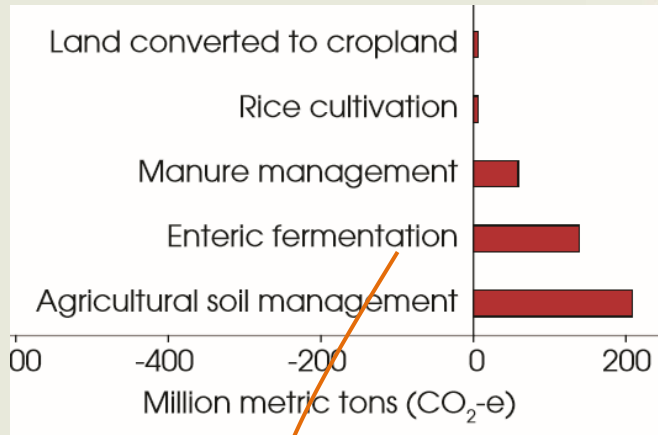 Land converted to cropland
Rice cultivation
Manure management
Enteric fermentation
Agricultural soil management
00 -400 -200 0 200
Million metric tons (CO₂-e)